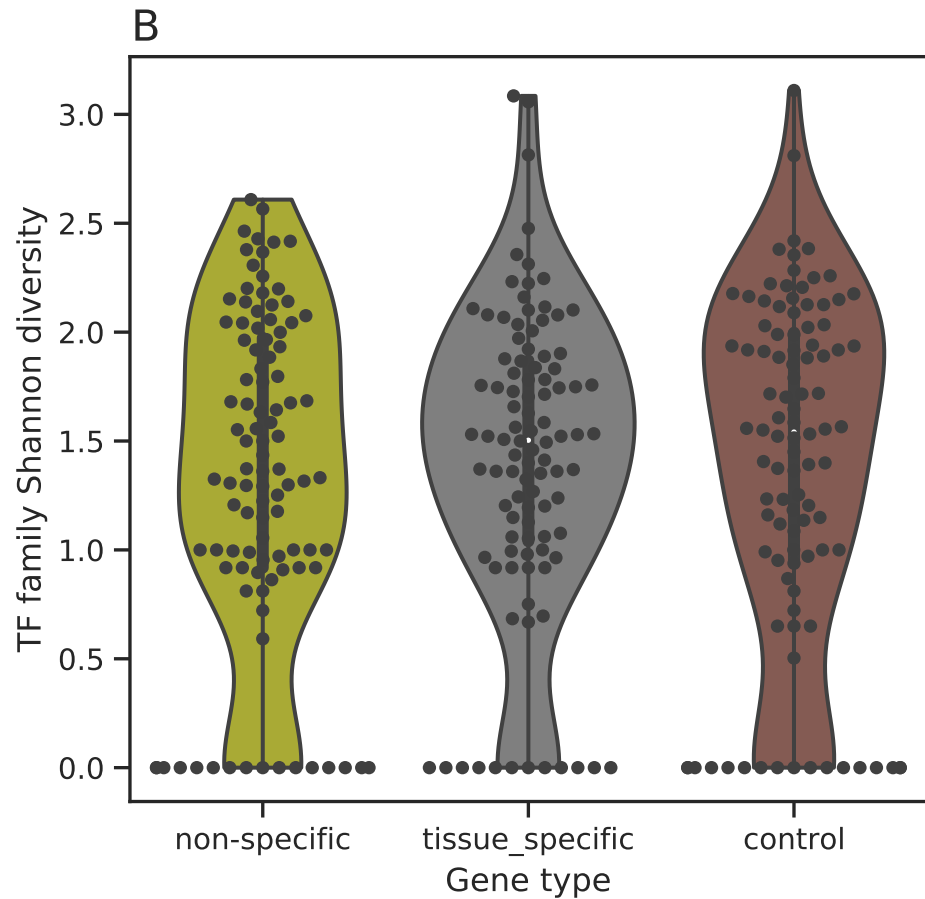 B
TF family Shannon diversity
3.0
2.5
2.0
1.5
1.0
0.5
0.0
non-specific
tissue_specific
control
Gene type